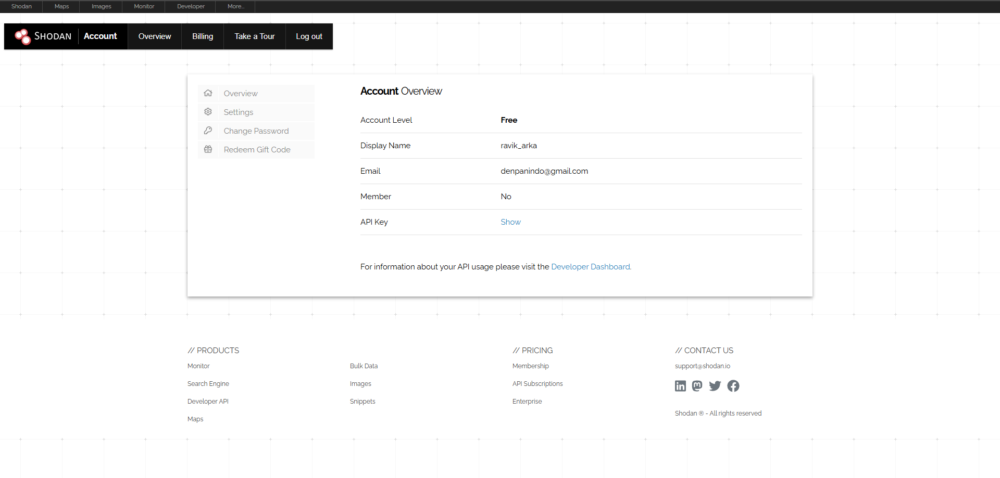 Shodan Maps Images Monitor Developer More...
SHODAN Account Overview Billing Take a Tour Log out
Overview
Settings
Change Password
Redeem Gift Code
Account Overview
Account Level Free
Display Name ravik_arka
Email denpanindo@gmail.com
Member No
API Key Show
For information about your API usage please visit the Developer Dashboard.
// PRODUCTS
Monitor
Search Engine
Developer API
Maps
Bulk Data
Images
Snippets
// PRICING
Membership
API Subscriptions
Enterprise
// CONTACT US
support@shodan.io
Shodan ® - All rights reserved